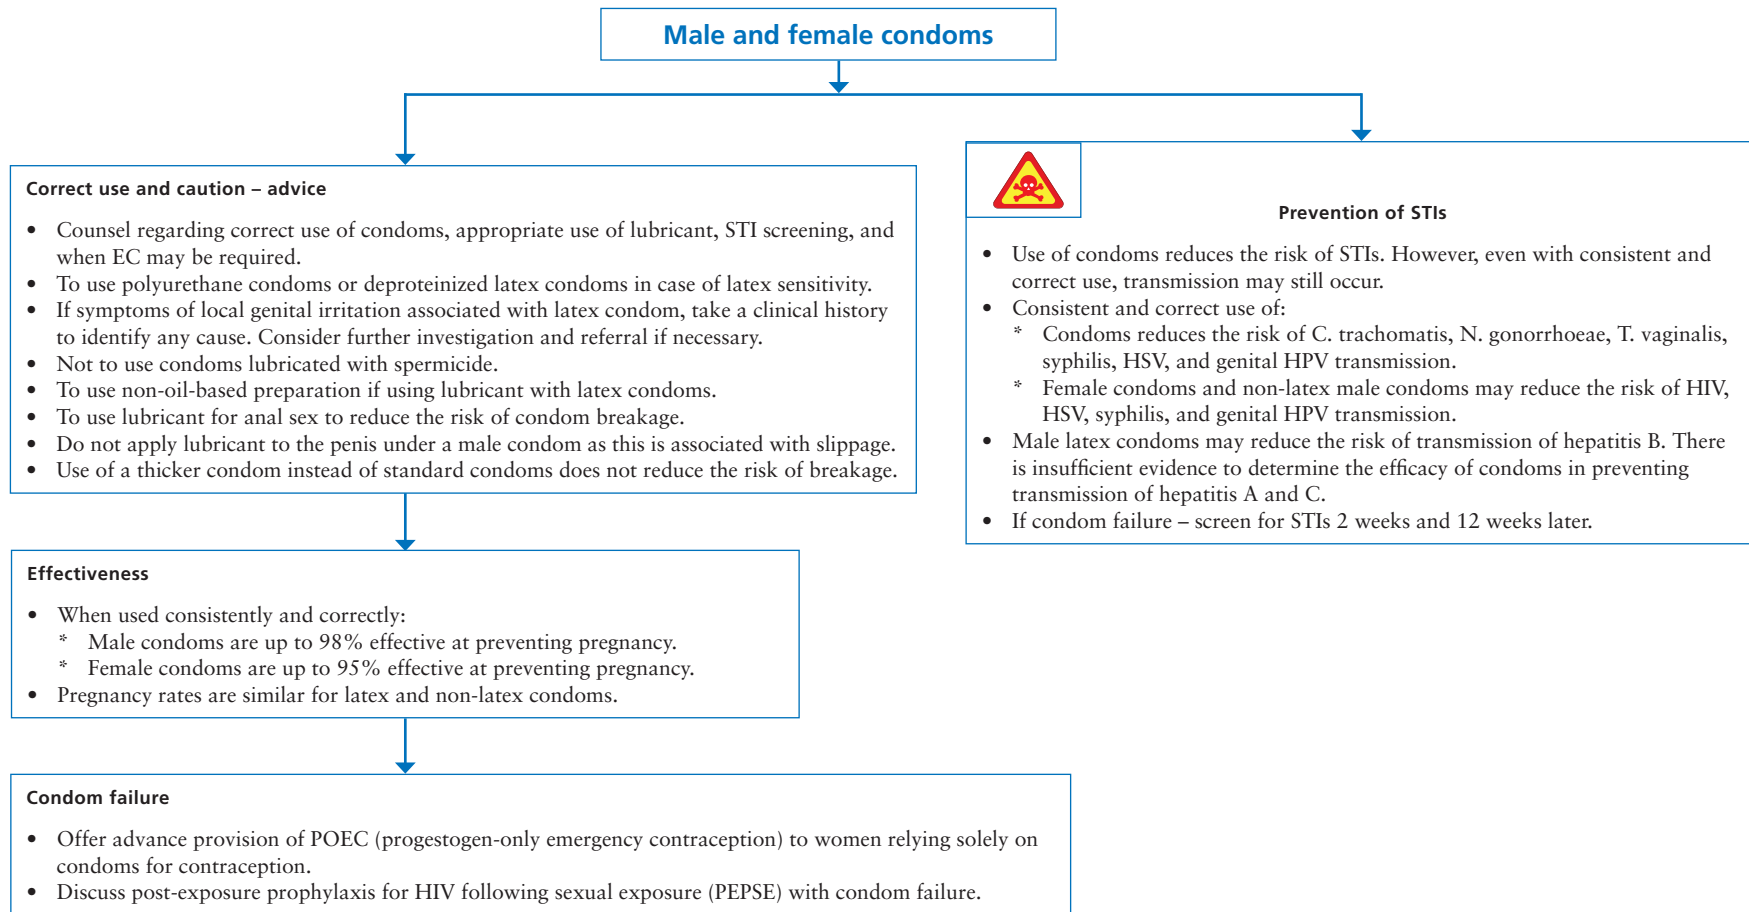 Male and female condoms
Correct use and caution – advice
• Counsel regarding correct use of condoms, appropriate use of lubricant, STI screening, and
when EC may be required.
• To use polyurethane condoms or deproteinized latex condoms in case of latex sensitivity.
• If symptoms of local genital irritation associated with latex condom, take a clinical history
to identify any cause. Consider further investigation and referral if necessary.
• Not to use condoms lubricated with spermicide.
• To use non-oil-based preparation if using lubricant with latex condoms.
• To use lubricant for anal sex to reduce the risk of condom breakage.
• Do not apply lubricant to the penis under a male condom as this is associated with slippage.
• Use of a thicker condom instead of standard condoms does not reduce the risk of breakage.
Effectiveness
• When used consistently and correctly:
* Male condoms are up to 98% effective at preventing pregnancy.
* Female condoms are up to 95% effective at preventing pregnancy.
• Pregnancy rates are similar for latex and non-latex condoms.
Condom failure
• Offer advance provision of POEC (progestogen-only emergency contraception) to women relying solely on
condoms for contraception.
• Discuss post-exposure prophylaxis for HIV following sexual exposure (PEPSE) with condom failure.
Prevention of STIs
• Use of condoms reduces the risk of STIs. However, even with consistent and
correct use, transmission may still occur.
• Consistent and correct use of:
* Condoms reduces the risk of C. trachomatis, N. gonorrhoeae, T. vaginalis,
syphilis, HSV, and genital HPV transmission.
* Female condoms and non-latex male condoms may reduce the risk of HIV,
HSV, syphilis, and genital HPV transmission.
• Male latex condoms may reduce the risk of transmission of hepatitis B. There
is insufficient evidence to determine the efficacy of condoms in preventing
transmission of hepatitis A and C.
• If condom failure – screen for STIs 2 weeks and 12 weeks later.